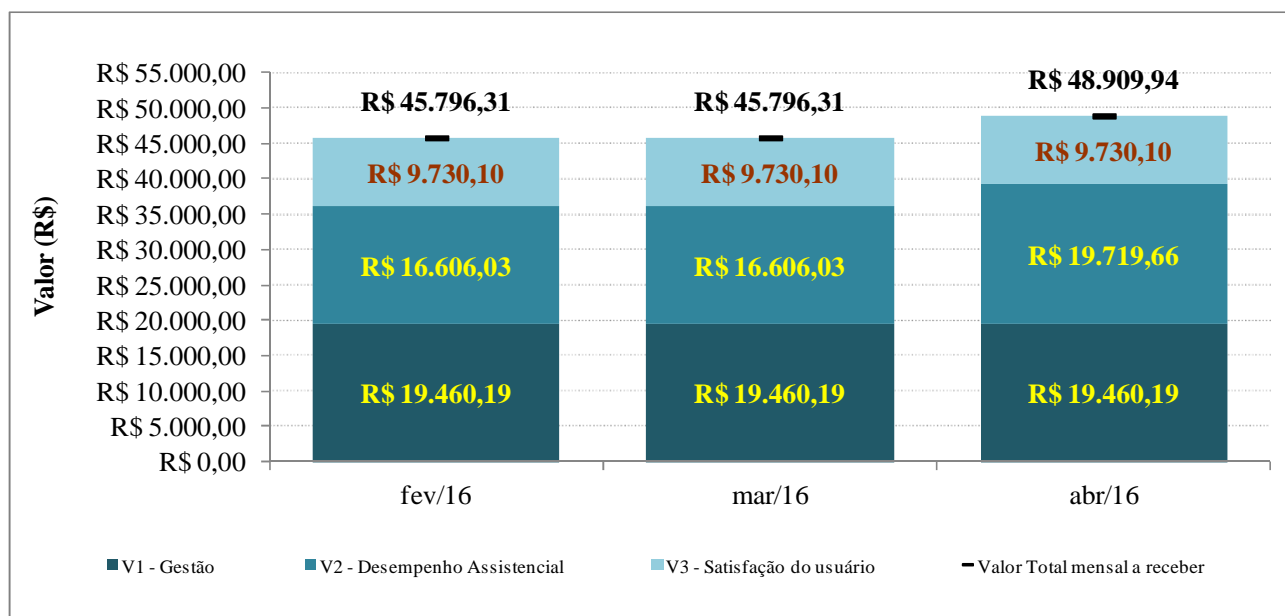 Valor (R$)
R$ 55.000,00
R$ 50.000,00
R$ 45.000,00
R$ 40.000,00
R$ 35.000,00
R$ 30.000,00
R$ 25.000,00
R$ 20.000,00
R$ 15.000,00
R$ 10.000,00
R$ 5.000,00
R$ 0,00
R$ 45.796,31
R$ 9.730,10
R$ 16.606,03
R$ 19.460,19
R$ 45.796,31
R$ 9.730,10
R$ 16.606,03
R$ 19.460,19
R$ 48.909,94
R$ 9.730,10
R$ 19.719,66
R$ 19.460,19
fev/16
mar/16
abr/16
V1 - Gestão
V2 - Desempenho Assistencial
V3 - Satisfação do usuário
Valor Total mensal a receber